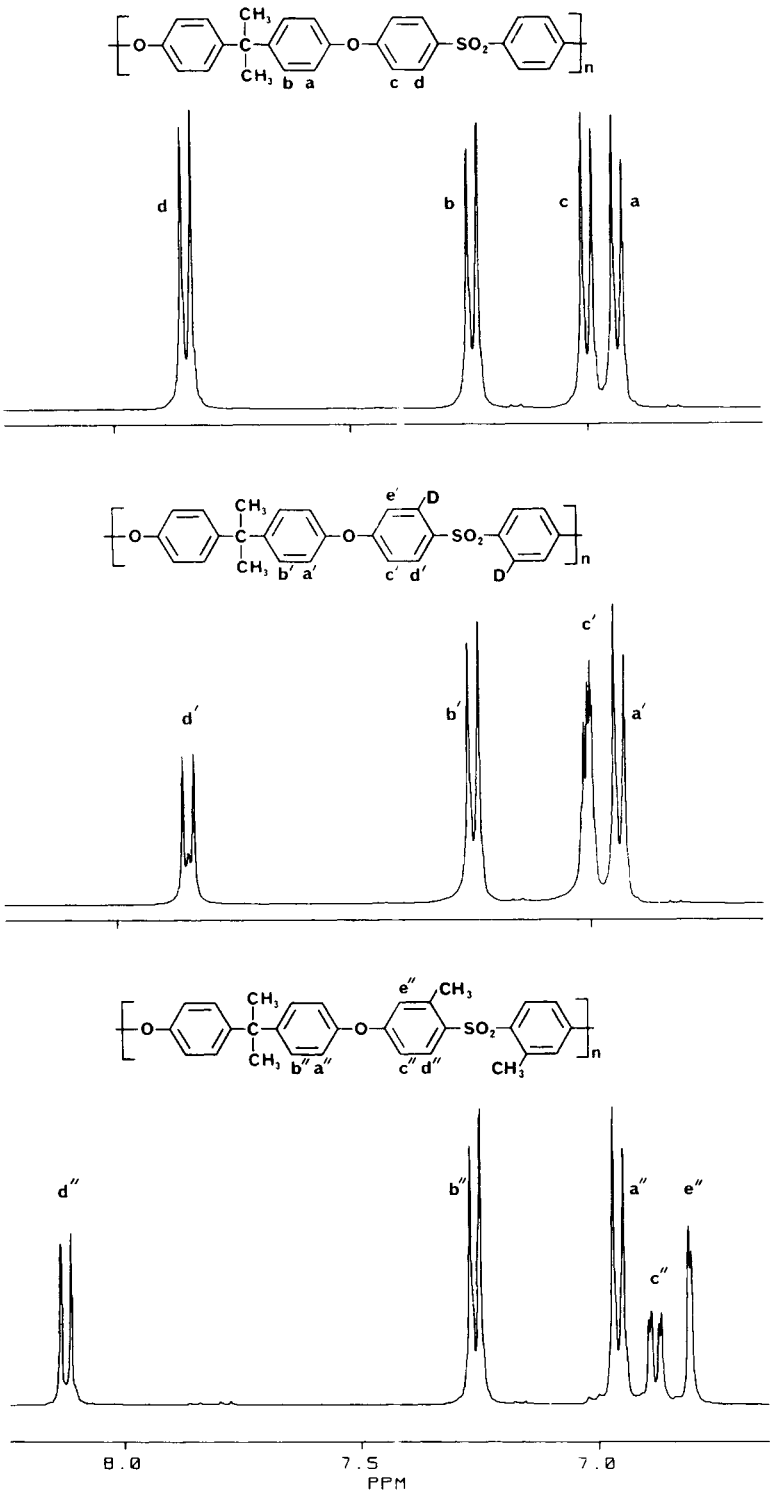 CH₃
O C O SO₂ n
CH₃
b a c d
d b c a
CH₃ e′ D
O C O SO₂ n
CH₃ b′ a′ c′ d′ D
c′
d′ b′ a′
CH₃ e″ CH₃
O C O SO₂ n
CH₃ b″ a″ c″ d″ CH₃
d″ b″ a″ e″
c″
8.0 7.5 7.0
PPM